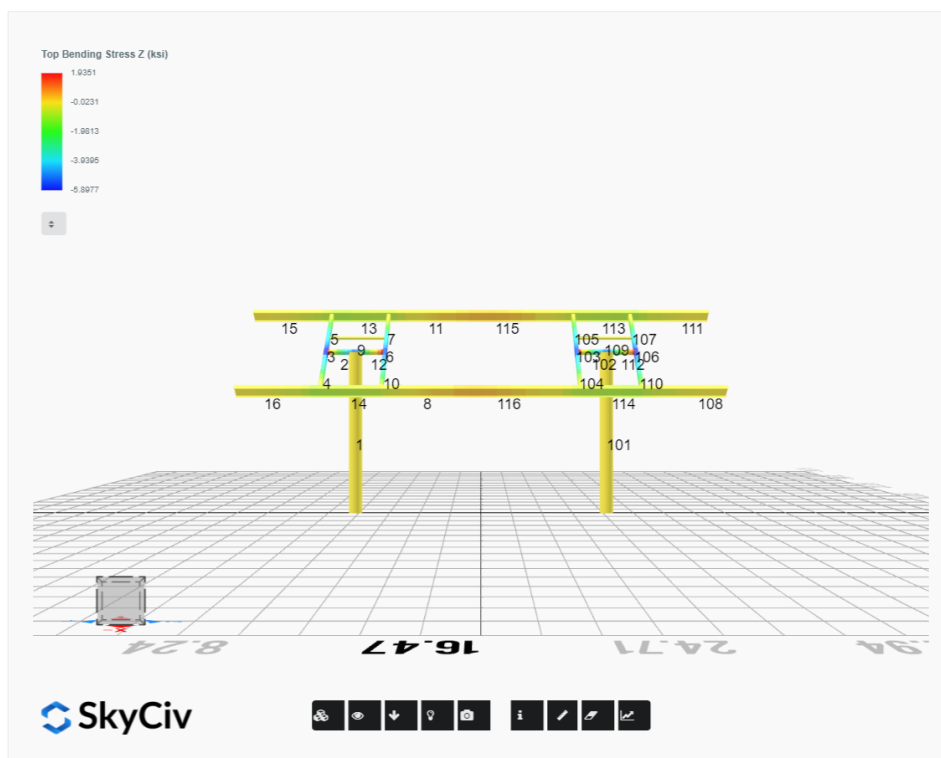 Top Bending Stress Z (ksi)
1.9351
-0.0231
-1.9813
-3.9395
-5.8977
15 13 11 115 113 111
5 7 105 107
9 109
3 6 103 106
2 12 102 112
4 10 104 110
16 14 8 116 114 108
1 101
x
8.24 16.47 24.71
SkyCiv
i